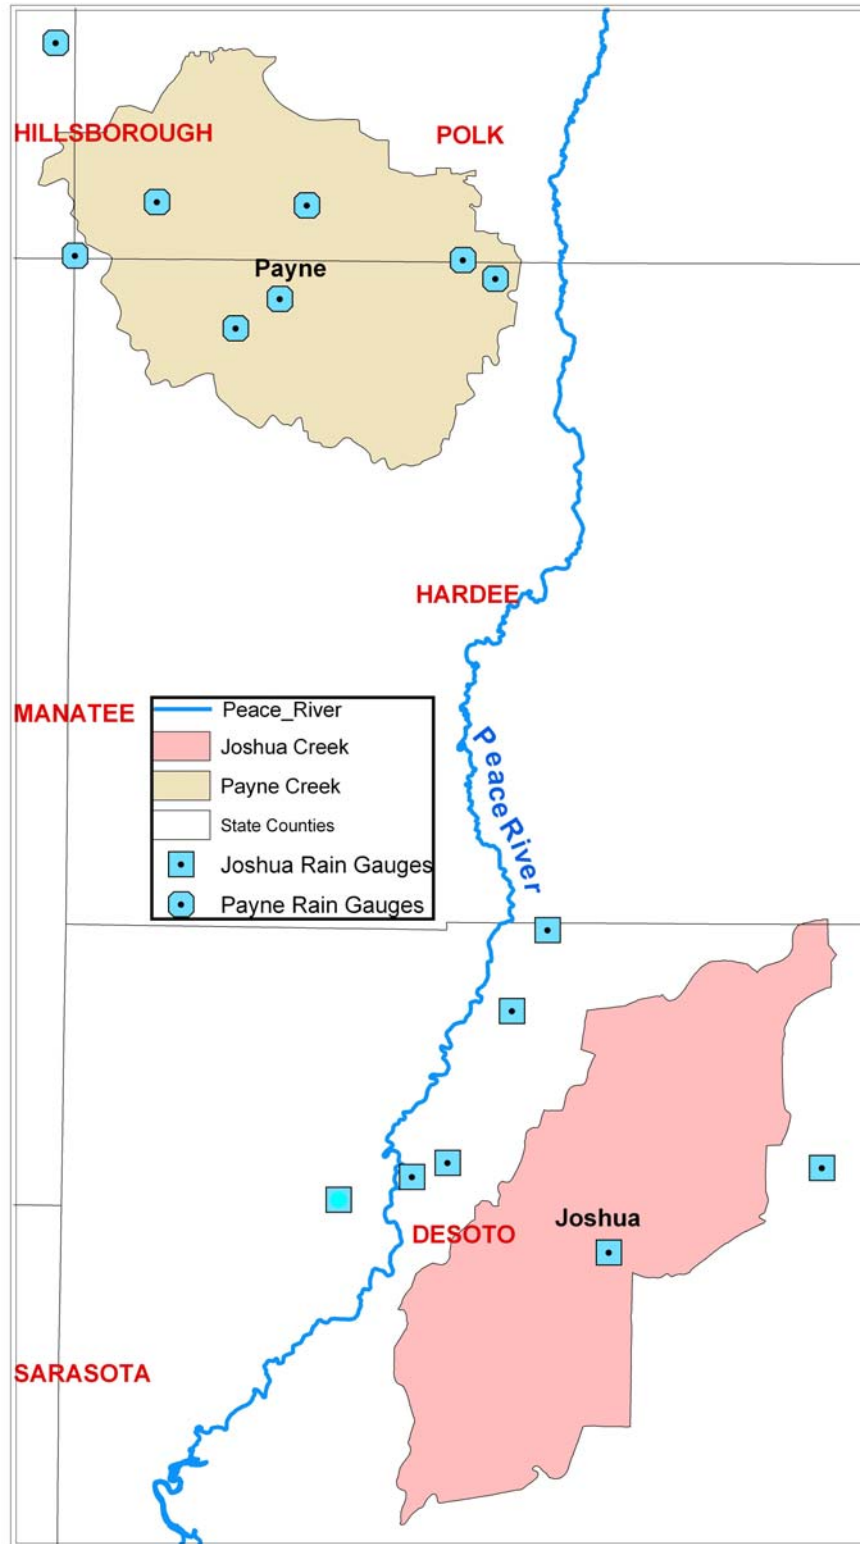 HILLSBOROUGH
POLK
Payne
HARDEE
MANATEE
Peace_River
Joshua Creek
Payne Creek
State Counties
Joshua Rain Gauges
Payne Rain Gauges
Peace River
DESOTO
Joshua
SARASOTA